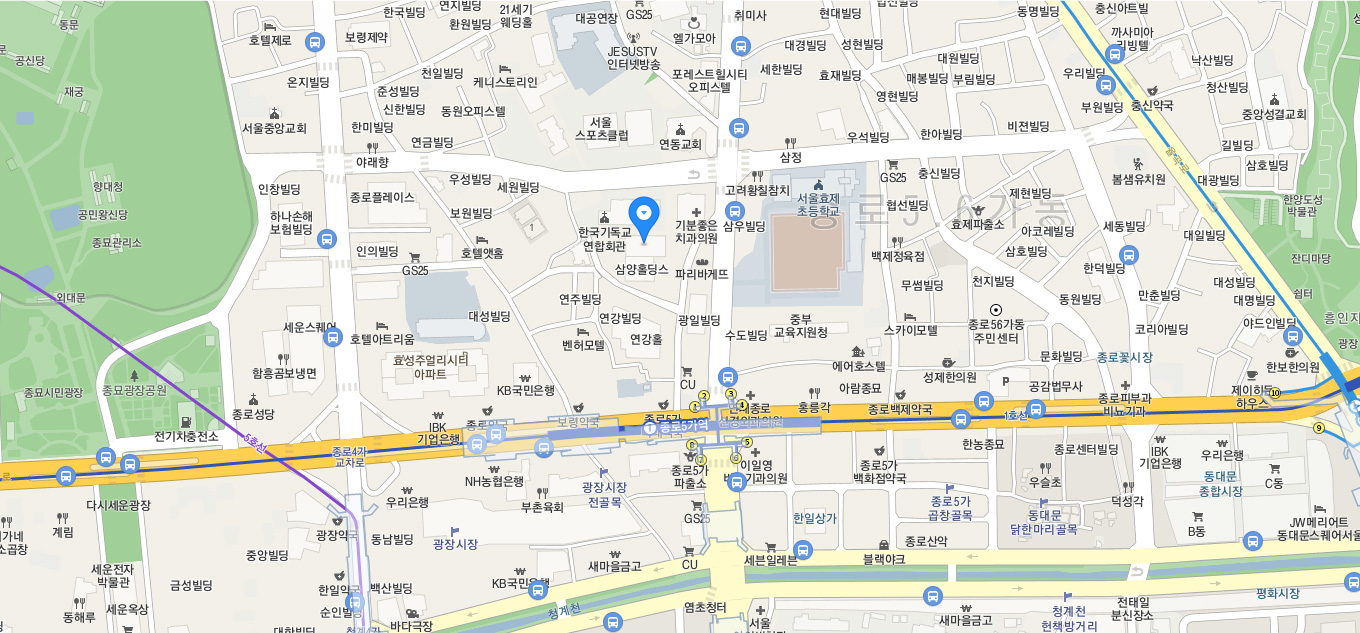 동문
한국빌딩
연지빌딩
환원빌딩
21세기
웨딩홀
대공연장
GS25
엘가모아
취미사
현대빌딩
동명빌딩
충신아트빌
공신당
호텔제로
보령제약
JESUSTV
인터넷방송
대경빌딩
성현빌딩
까사미아
리빙텔
재궁
온지빌딩
천일빌딩
케니스트리인
포레스트힐시티
오피스텔
세한빌딩
효재빌딩
대원빌딩
매봉빌딩
부림빌딩
우리빌딩
낙산빌딩
준성빌딩
신한빌딩
동원오피스텔
영현빌딩
부원빌딩
충신약국
청산빌딩
서울중앙교회
한미빌딩
연금빌딩
서울
스포츠클럽
연동교회
우석빌딩
한아빌딩
비젼빌딩
중앙성결교회
야래향
삼정
길빌딩
삼호빌딩
향대청
인창빌딩
우성빌딩
세원빌딩
고려황칠참치
GS25
충신빌딩
봄샘유치원
대광빌딩
종로플레이스
서울효제
초등학교
제현빌딩
공민왕신당
하나손해
보험빌딩
보원빌딩
1
협선빌딩
종로5.6가동
효제파출소
아코레빌딩
세동빌딩
한양도성
박물관
종묘관리소
한국기독교
연합회관
기분좋은
치과의원
삼우빌딩
인의빌딩
호텔앳홈
백제정육점
삼호빌딩
대일빌딩
GS25
삼양홀딩스
파리바게뜨
한덕빌딩
잔디마당
외대문
무썸빌딩
천지빌딩
대성빌딩
연주빌딩
동원빌딩
만춘빌딩
대명빌딩
쉼터
세운스퀘어
대성빌딩
연강빌딩
광일빌딩
중부
교육지원청
스카이모텔
종로56가동
주민센터
코리아빌딩
야드인빌딩
호텔아트리움
벤허모텔
연강홀
수도빌딩
광장
효성주얼리시티
아파트
에어호스텔
문화빌딩
종로꽃시장
함흥곰보냉면
한보한의원
종묘시민광장
종묘광장공원
KB국민은행
CU
아람종묘
성제한의원
P
공감법무사
종로성당
2
3
1
4
홍릉각
종로백제약국
종로피부과
비뇨기과
10
IBK
기업은행
보령약국
종로5가역
1호선
9
전기차충전소
5호선
종로4가
교차로
5
한농종묘
종로센터빌딩
IBK
기업은행
우리은행
NH농협은행
종로5가
파출소
이일영
종로5가
백화점약국
우슬초
동대문
종합시장
C동
다시세운광장
우리은행
부촌육회
광장시장
전골목
덕성각
계림
광장약국
동남빌딩
광장시장
GS25
한일상가
종로5가
곱창골목
동대문
닭한마리골목
B동
JW메리어트
동대문스퀘어서울
중앙빌딩
종로산악
세운전자
박물관
금성빌딩
한일약국
백산빌딩
KB국민은행
새마을금고
CU
세븐일레븐
블랙야크
동해루
세운옥상
순인빌딩
바다극장
청계천
염초청터
서울
새마을금고
청계천
헌책방거리
전태일
분신장소
평화시장